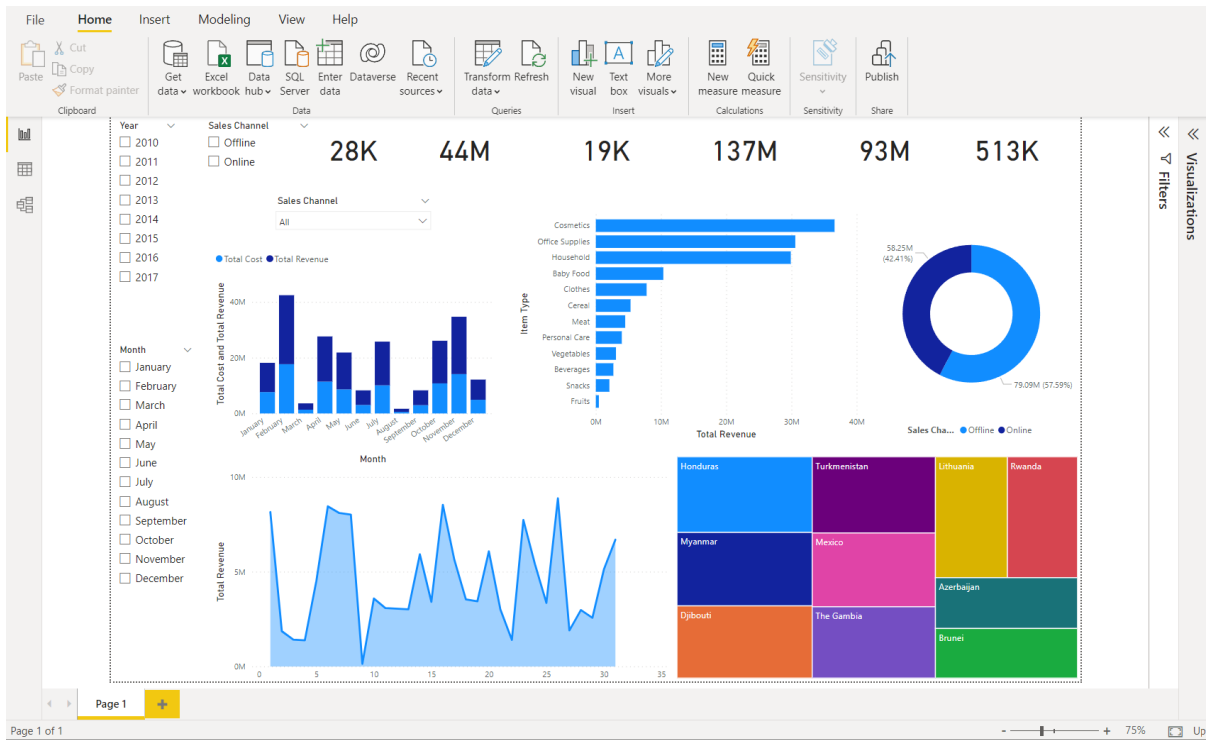 File Home Insert Modeling View Help
Paste
Cut
Copy
Format painter
Clipboard
Get data
Excel workbook
Data hub
SQL Server
Enter data
Dataverse
Recent sources
Data
Transform data
Refresh
Queries
New visual
Text box
More visuals
Insert
New measure
Quick measure
Calculations
Sensitivity
Sensitivity
Publish
Share
Year
2010
2011
2012
2013
2014
2015
2016
2017
Sales Channel
Offline
Online
28K 44M 19K 137M 93M 513K
Sales Channel
All
Total Cost Total Revenue
Total Cost and Total Revenue
40M
20M
0M
January February March April May June July August September October November December
Month
Item Type
Cosmetics
Office Supplies
Household
Baby Food
Clothes
Cereal
Meat
Personal Care
Vegetables
Beverages
Snacks
Fruits
0M 10M 20M 30M 40M
Total Revenue
58.25M
(42.41%)
79.09M (57.59%)
Sales Cha... Offline Online
Month
January
February
March
April
May
June
July
August
September
October
November
December
Total Revenue
10M
5M
0M
0 5 10 15 20 25 30 35
Honduras
Myanmar
Djibouti
Turkmenistan
Mexico
The Gambia
Lithuania
Rwanda
Azerbaijan
Brunei
Filters
Visualizations
Page 1 +
Page 1 of 1
- + 75% Up